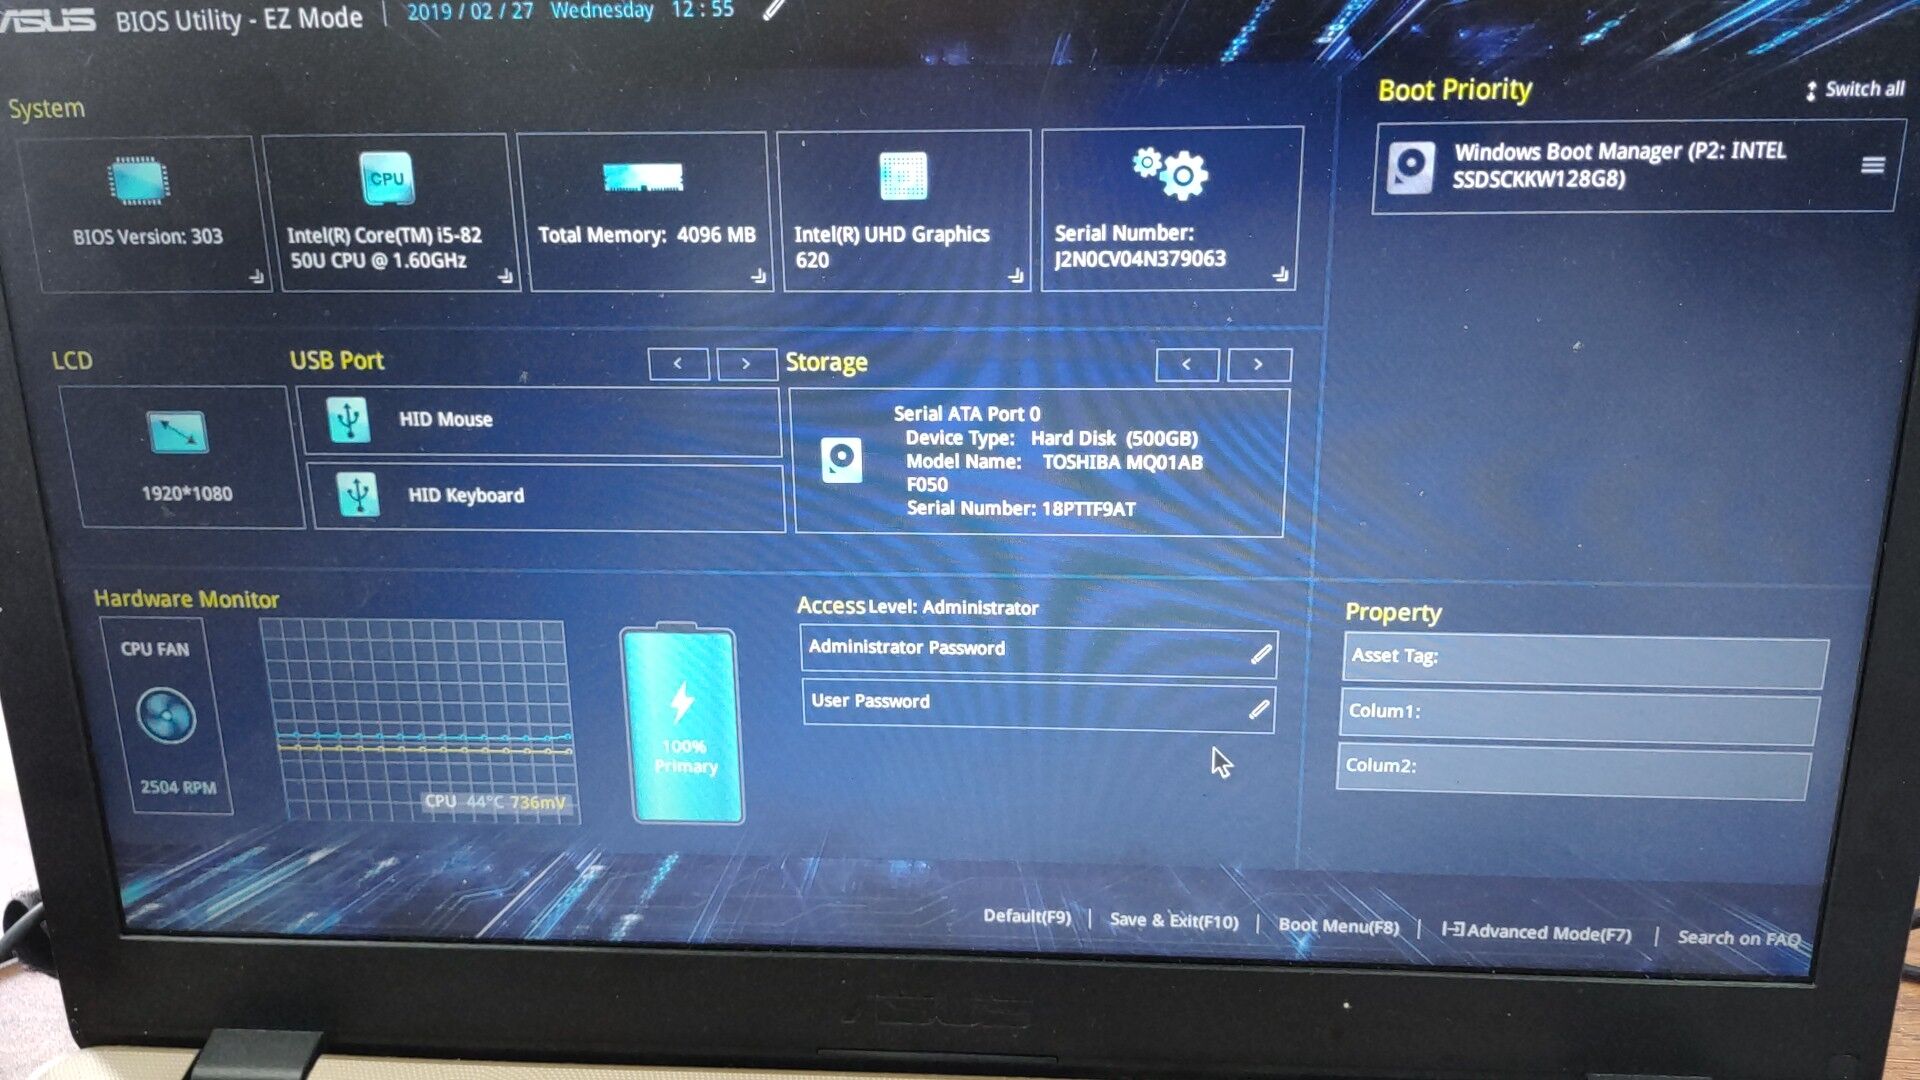 ASUS BIOS Utility - EZ Mode 2019 / 02 / 27 Wednesday 12 : 55
System
BIOS Version: 303
CPU
Intel(R) Core(TM) i5-82
50U CPU @ 1.60GHz
Total Memory: 4096 MB
Intel(R) UHD Graphics
620
Serial Number:
J2N0CV04N379063
Boot Priority
Switch all
Windows Boot Manager (P2: INTEL
SSDSCKKW128G8)
LCD
1920*1080
USB Port
< >
HID Mouse
HID Keyboard
Storage
< >
Serial ATA Port 0
Device Type: Hard Disk (500GB)
Model Name: TOSHIBA MQ01AB
F050
Serial Number: 18PTTF9AT
Hardware Monitor
CPU FAN
2504 RPM
CPU 44°C 736mV
100%
Primary
Access Level: Administrator
Administrator Password
User Password
Property
Asset Tag:
Colum1:
Colum2:
Default(F9) | Save & Exit(F10) | Boot Menu(F8) | Advanced Mode(F7) | Search on FAQ
ASUS